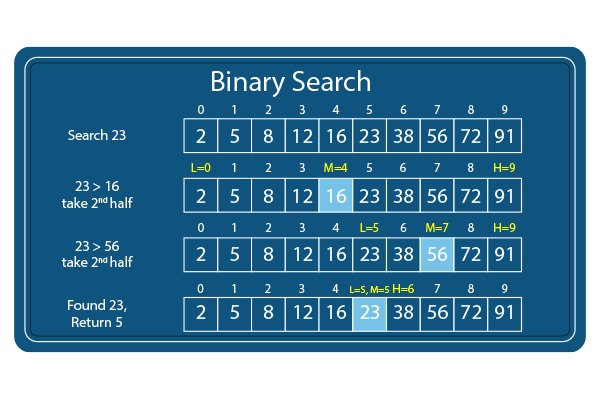 Binary Search
0 1 2 3 4 5 6 7 8 9
Search 23
2 5 8 12 16 23 38 56 72 91
L=0 1 2 3 M=4 5 6 7 8 H=9
23 > 16
take 2nd half
2 5 8 12 16 23 38 56 72 91
0 1 2 3 4 L=5 6 M=7 8 H=9
23 > 56
take 2nd half
2 5 8 12 16 23 38 56 72 91
0 1 2 3 4 L=5, M=5 H=6 7 8 9
Found 23,
Return 5
2 5 8 12 16 23 38 56 72 91